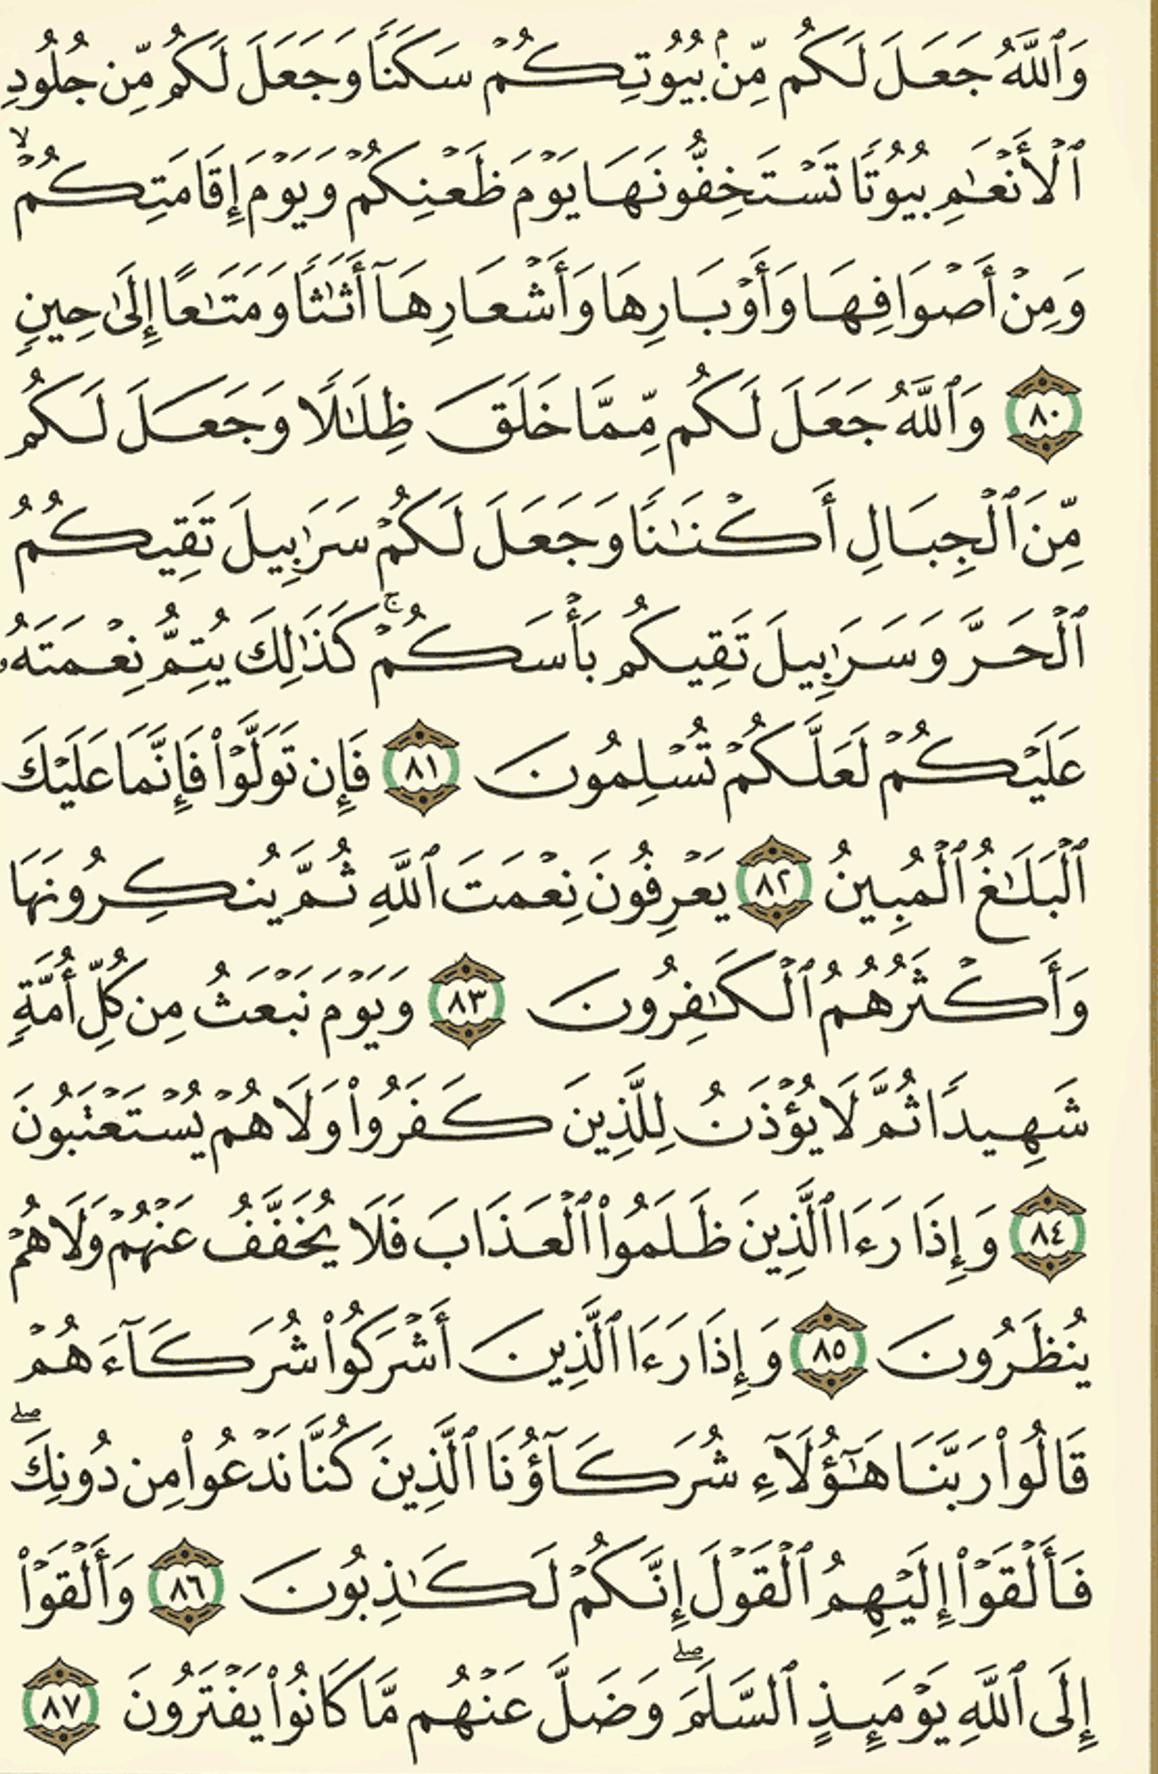 وَٱللَّهُ جَعَلَ لَكُم مِّنۢ بُيُوتِكُمۡ سَكَنٗا وَجَعَلَ لَكُم مِّن جُلُودِ
ٱلۡأَنۡعَٰمِ بُيُوتٗا تَسۡتَخِفُّونَهَا يَوۡمَ ظَعۡنِكُمۡ وَيَوۡمَ إِقَامَتِكُمۡۙ
وَمِنۡ أَصۡوَافِهَا وَأَوۡبَارِهَا وَأَشۡعَارِهَآ أَثَٰثٗا وَمَتَٰعًا إِلَىٰ حِينٖ
٨٠ وَٱللَّهُ جَعَلَ لَكُم مِّمَّا خَلَقَ ظِلَٰلٗا وَجَعَلَ لَكُم
مِّنَ ٱلۡجِبَالِ أَكۡنَٰنٗا وَجَعَلَ لَكُمۡ سَرَٰبِيلَ تَقِيكُمُ
ٱلۡحَرَّ وَسَرَٰبِيلَ تَقِيكُم بَأۡسَكُمۡۚ كَذَٰلِكَ يُتِمُّ نِعۡمَتَهُۥ
عَلَيۡكُمۡ لَعَلَّكُمۡ تُسۡلِمُونَ ٨١ فَإِن تَوَلَّوۡاْ فَإِنَّمَا عَلَيۡكَ
ٱلۡبَلَٰغُ ٱلۡمُبِينُ ٨٢ يَعۡرِفُونَ نِعۡمَتَ ٱللَّهِ ثُمَّ يُنكِرُونَهَا
وَأَكۡثَرُهُمُ ٱلۡكَٰفِرُونَ ٨٣ وَيَوۡمَ نَبۡعَثُ مِن كُلِّ أُمَّةٖ
شَهِيدٗا ثُمَّ لَا يُؤۡذَنُ لِلَّذِينَ كَفَرُواْ وَلَا هُمۡ يُسۡتَعۡتَبُونَ
٨٤ وَإِذَا رَءَا ٱلَّذِينَ ظَلَمُواْ ٱلۡعَذَابَ فَلَا يُخَفَّفُ عَنۡهُمۡ وَلَا هُمۡ
يُنظَرُونَ ٨٥ وَإِذَا رَءَا ٱلَّذِينَ أَشۡرَكُواْ شُرَكَآءَهُمۡ
قَالُواْ رَبَّنَا هَٰٓؤُلَآءِ شُرَكَآؤُنَا ٱلَّذِينَ كُنَّا نَدۡعُواْ مِن دُونِكَۖ
فَأَلۡقَوۡاْ إِلَيۡهِمُ ٱلۡقَوۡلَ إِنَّكُمۡ لَكَٰذِبُونَ ٨٦ وَأَلۡقَوۡاْ
إِلَى ٱللَّهِ يَوۡمَئِذٍ ٱلسَّلَمَۖ وَضَلَّ عَنۡهُم مَّا كَانُواْ يَفۡتَرُونَ ٨٧